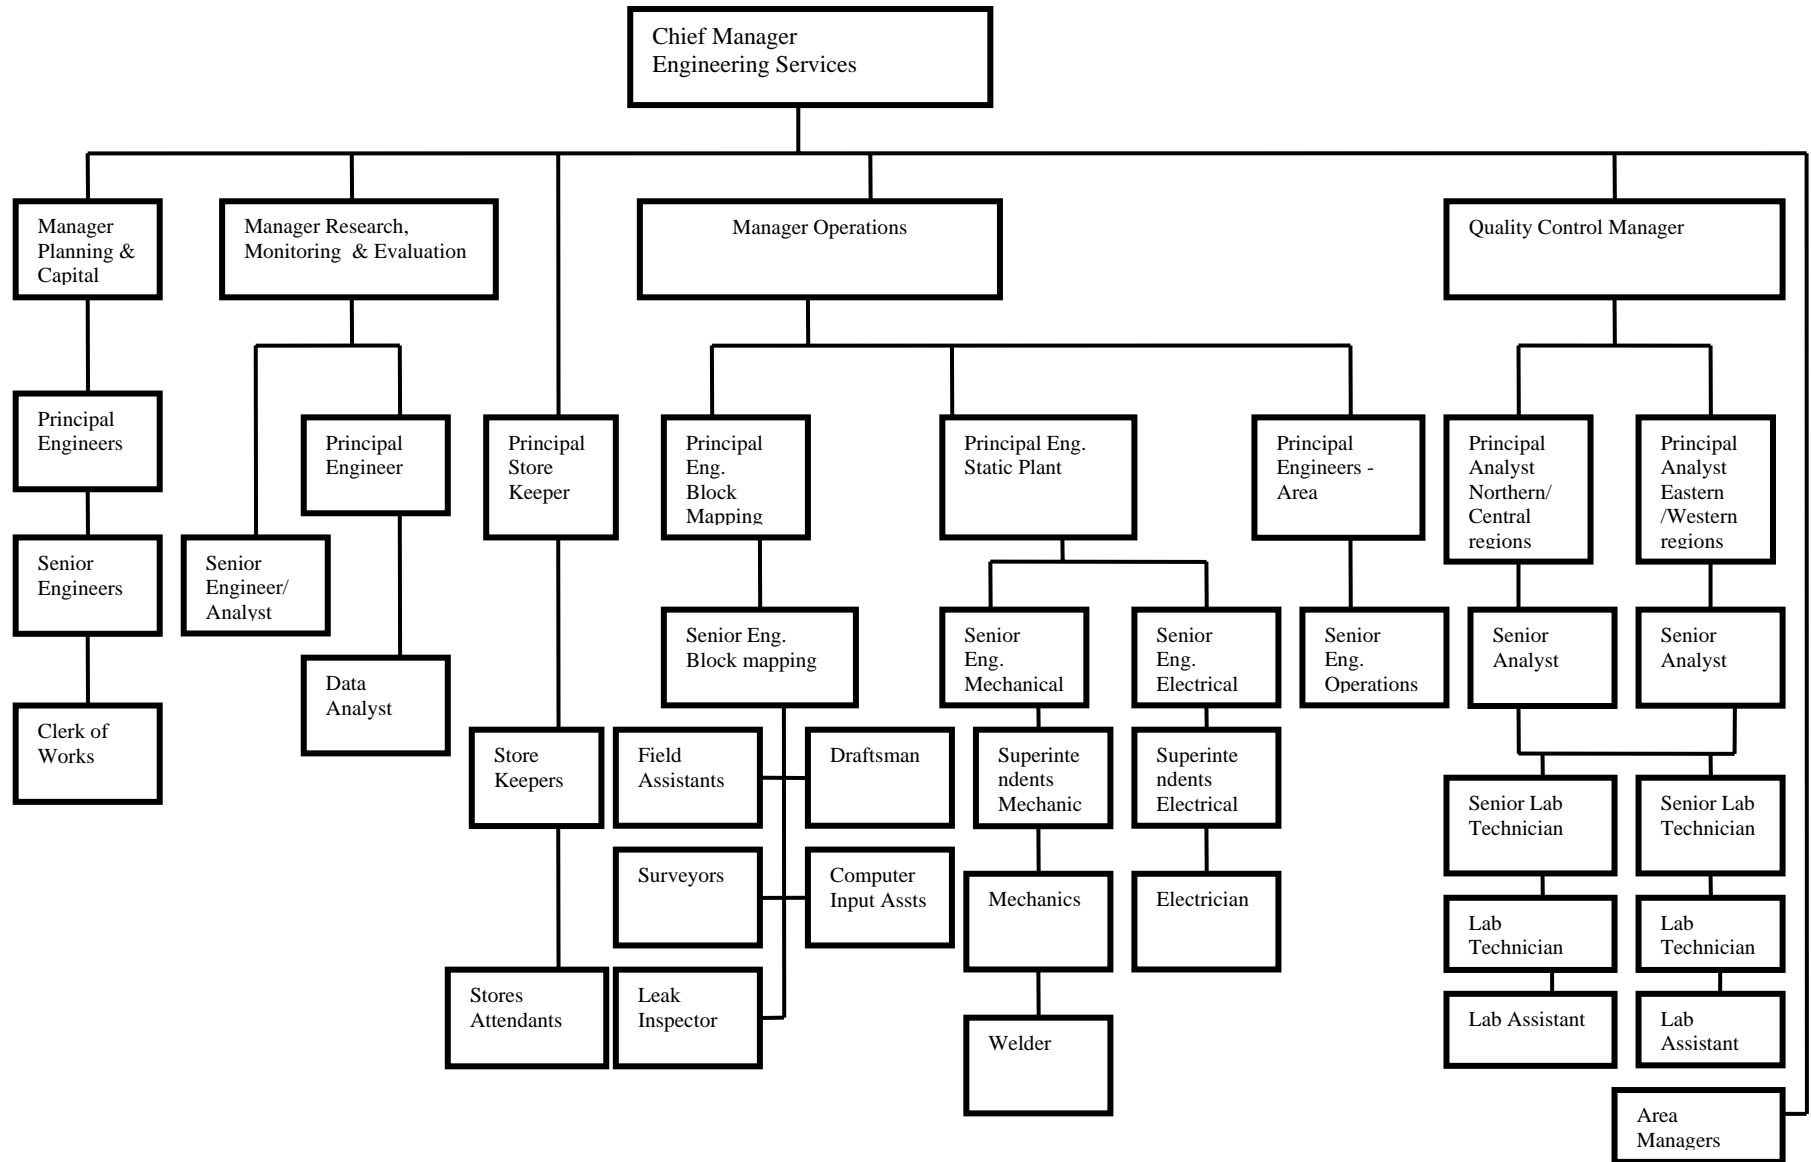 Chief Manager
Engineering Services
Manager
Planning &
Capital
Manager Research,
Monitoring & Evaluation
Manager Operations
Quality Control Manager
Principal
Engineers
Principal
Engineer
Principal
Store
Keeper
Principal
Eng.
Block
Mapping
Principal Eng.
Static Plant
Principal
Engineers -
Area
Principal
Analyst
Northern/
Central
regions
Principal
Analyst
Eastern
/Western
regions
Senior
Engineers
Senior
Engineer/
Analyst
Senior Eng.
Block mapping
Senior
Eng.
Mechanical
Senior
Eng.
Electrical
Senior
Eng.
Operations
Senior
Analyst
Senior
Analyst
Data
Analyst
Clerk of
Works
Store
Keepers
Field
Assistants
Draftsman
Superinte
ndents
Mechanic
Superinte
ndents
Electrical
Senior Lab
Technician
Senior Lab
Technician
Surveyors
Computer
Input Assts
Mechanics
Electrician
Lab
Technician
Lab
Technician
Stores
Attendants
Leak
Inspector
Welder
Lab Assistant
Lab
Assistant
Area
Managers